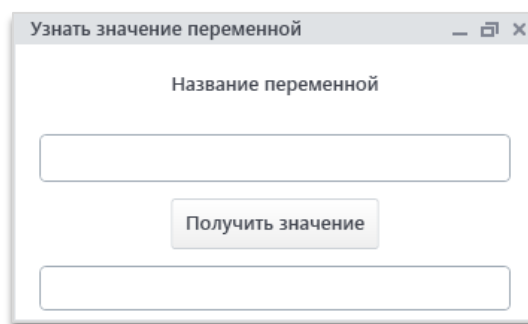 Узнать значение переменной
Название переменной
Получить значение